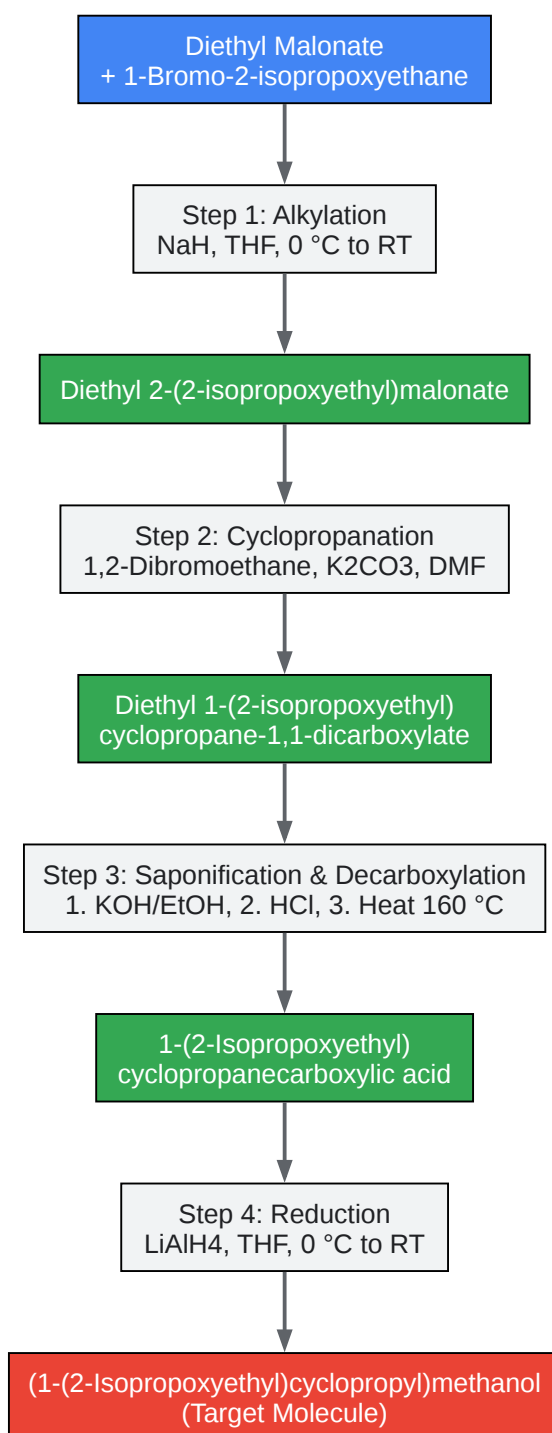 Diethyl Malonate
+ 1-Bromo-2-isopropoxyethane
Step 1: Alkylation
NaH, THF, 0 °C to RT
Diethyl 2-(2-isopropoxyethyl)malonate
Step 2: Cyclopropanation
1,2-Dibromoethane, K2CO3, DMF
Diethyl 1-(2-isopropoxyethyl)
cyclopropane-1,1-dicarboxylate
Step 3: Saponification & Decarboxylation
1. KOH/EtOH, 2. HCl, 3. Heat 160 °C
1-(2-Isopropoxyethyl)
cyclopropanecarboxylic acid
Step 4: Reduction
LiAlH4, THF, 0 °C to RT
(1-(2-Isopropoxyethyl)cyclopropyl)methanol
(Target Molecule)